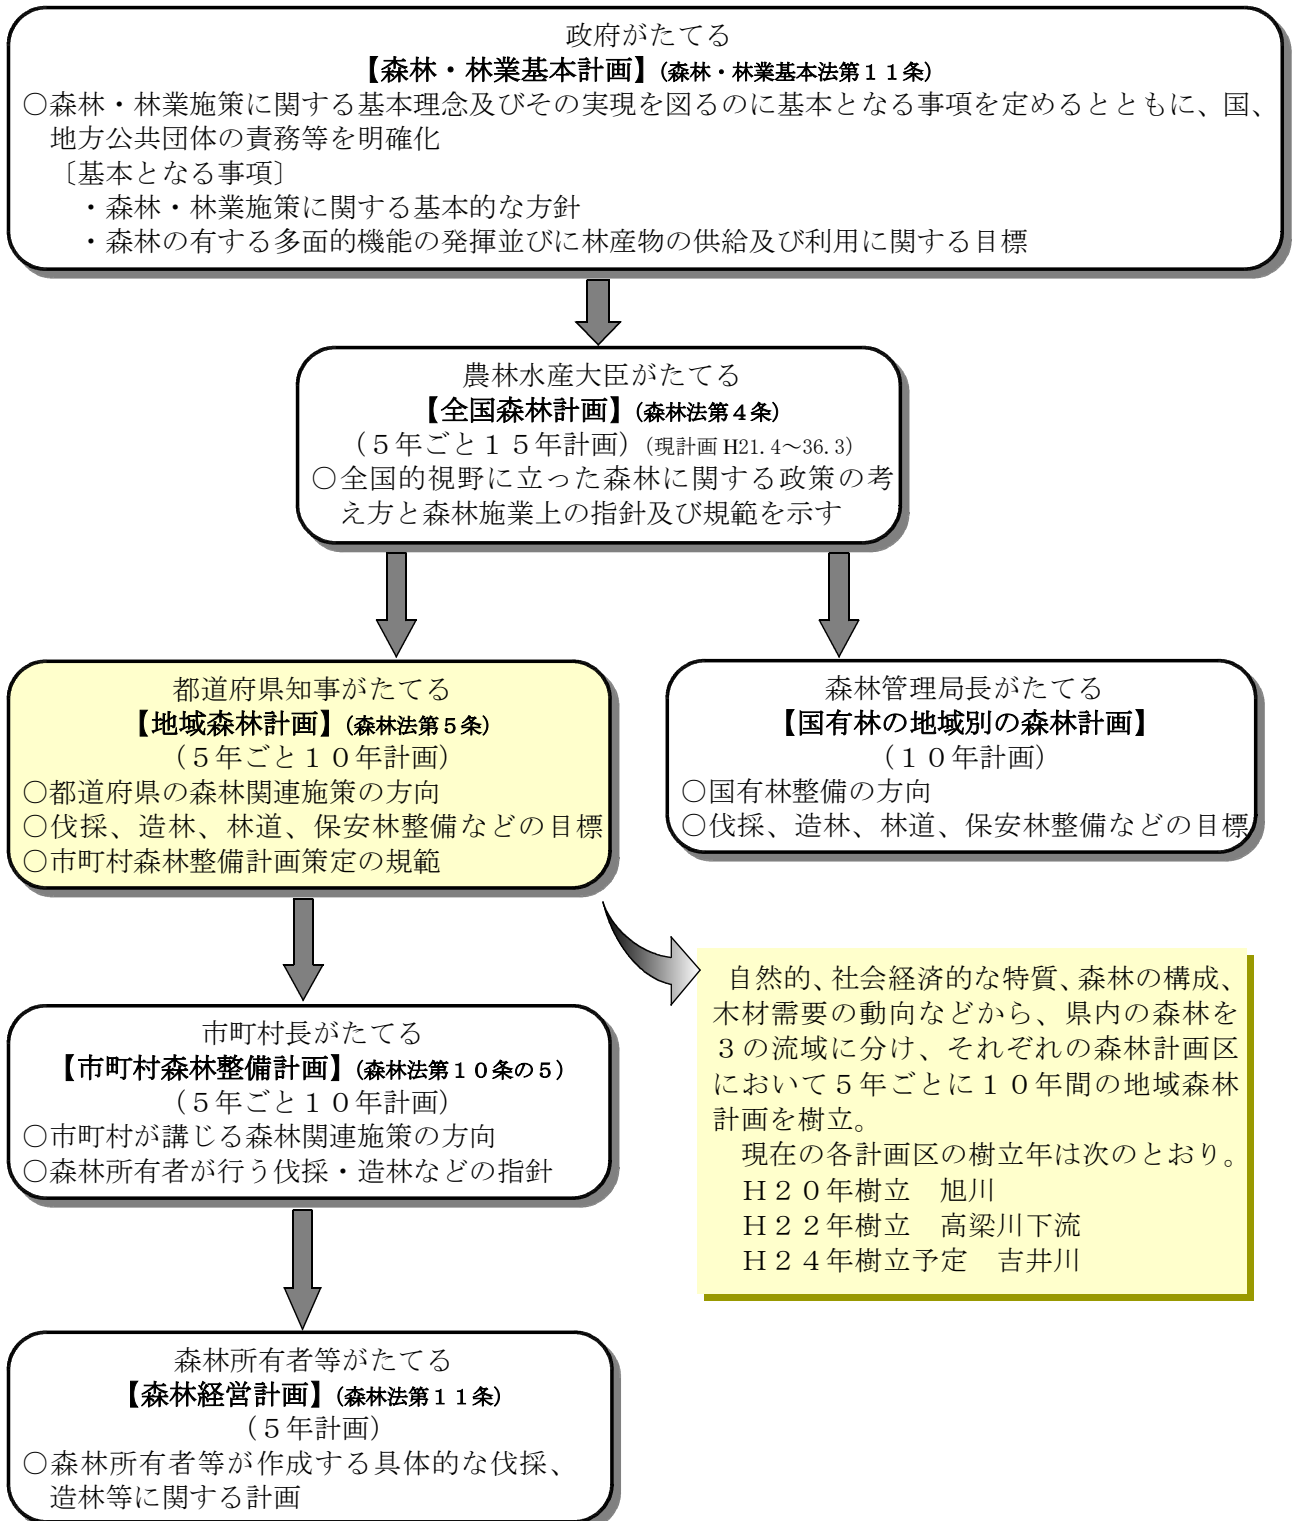 政府がたてる
【森林・林業基本計画】(森林・林業基本法第１１条)
○森林・林業施策に関する基本理念及びその実現を図るのに基本となる事項を定めるとともに、国、
地方公共団体の責務等を明確化
〔基本となる事項〕
・森林・林業施策に関する基本的な方針
・森林の有する多面的機能の発揮並びに林産物の供給及び利用に関する目標
農林水産大臣がたてる
【全国森林計画】(森林法第４条)
（５年ごと１５年計画）(現計画 H21.4～36.3)
○全国的視野に立った森林に関する政策の考
え方と森林施業上の指針及び規範を示す
都道府県知事がたてる
【地域森林計画】(森林法第５条)
（５年ごと１０年計画）
○都道府県の森林関連施策の方向
○伐採、造林、林道、保安林整備などの目標
○市町村森林整備計画策定の規範
森林管理局長がたてる
【国有林の地域別の森林計画】
（１０年計画）
○国有林整備の方向
○伐採、造林、林道、保安林整備などの目標
自然的、社会経済的な特質、森林の構成、
木材需要の動向などから、県内の森林を
３の流域に分け、それぞれの森林計画区
において５年ごとに１０年間の地域森林
計画を樹立。
現在の各計画区の樹立年は次のとおり。
Ｈ２０年樹立　旭川
Ｈ２２年樹立　高梁川下流
Ｈ２４年樹立予定　吉井川
市町村長がたてる
【市町村森林整備計画】(森林法第１０条の５)
（５年ごと１０年計画）
○市町村が講じる森林関連施策の方向
○森林所有者が行う伐採・造林などの指針
森林所有者等がたてる
【森林経営計画】(森林法第１１条)
（５年計画）
○森林所有者等が作成する具体的な伐採、
造林等に関する計画